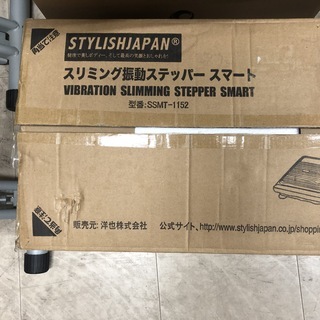 STYLISHJAPAN®
スリミング振動ステッパー スマート
VIBRATION SLIMMING STEPPER SMART
型番:SSMT-1152
販売元:洋也株式会社
公式サイト:http://www.stylishjapan.co.jp/shoppin